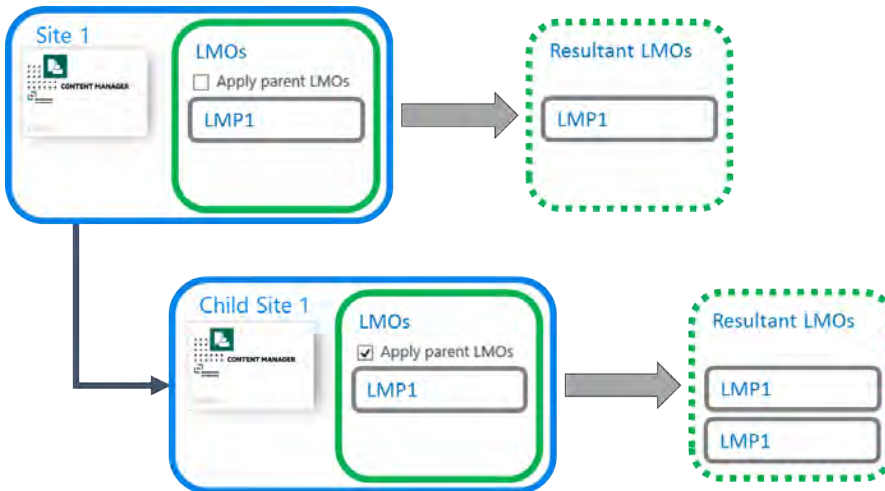 Site 1
CONTENT MANAGER
LMOs
Apply parent LMOs
LMP1
Resultant LMOs
LMP1
Child Site 1
CONTENT MANAGER
LMOs
Apply parent LMOs
LMP1
Resultant LMOs
LMP1
LMP1